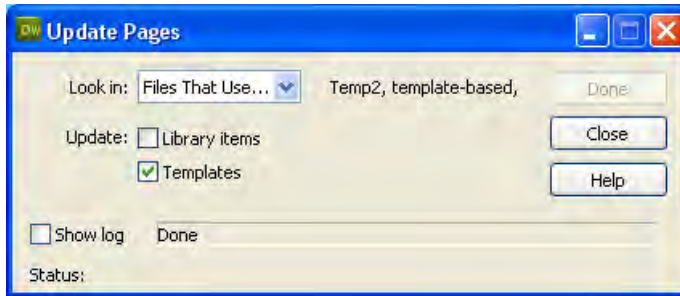 Dw Update Pages
Look in: Files That Use... Temp2, template-based, Done
Update: Library items Close
Templates Help
Show log Done
Status: